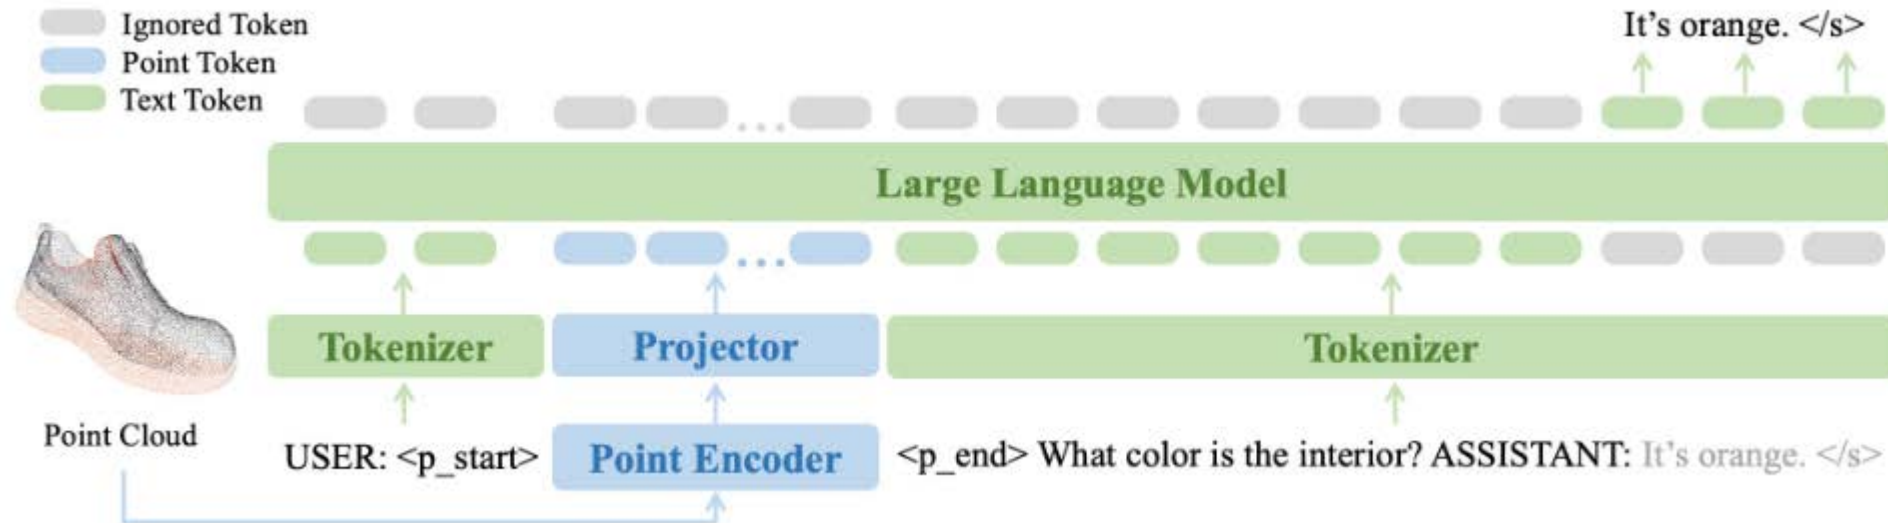 Ignored Token
Point Token
Text Token
It's orange. </s>
Large Language Model
Tokenizer
Projector
Tokenizer
Point Cloud
USER: <p_start>
Point Encoder
<p_end> What color is the interior? ASSISTANT: It's orange. </s>